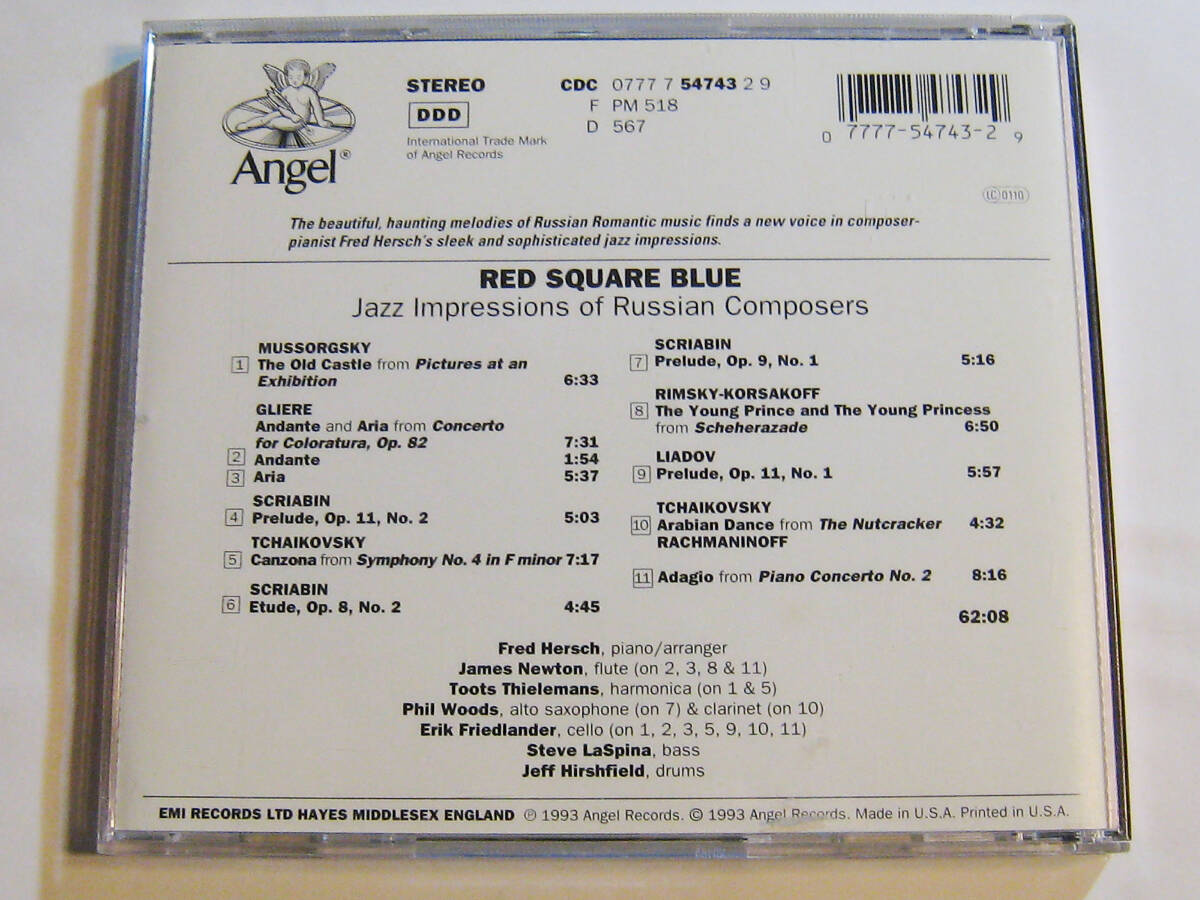 Angel®
STEREO
DDD
International Trade Mark
of Angel Records
CDC 0777 7 54743 2 9
F PM 518
D 567
0 7777-54743-2 9
LC 0110
The beautiful, haunting melodies of Russian Romantic music finds a new voice in composer-
pianist Fred Hersch's sleek and sophisticated jazz impressions.
RED SQUARE BLUE
Jazz Impressions of Russian Composers
MUSSORGSKY
1 The Old Castle from Pictures at an
Exhibition 6:33
GLIERE
Andante and Aria from Concerto
for Coloratura, Op. 82 7:31
2 Andante 1:54
3 Aria 5:37
SCRIABIN
4 Prelude, Op. 11, No. 2 5:03
TCHAIKOVSKY
5 Canzona from Symphony No. 4 in F minor 7:17
SCRIABIN
6 Etude, Op. 8, No. 2 4:45
SCRIABIN
7 Prelude, Op. 9, No. 1 5:16
RIMSKY-KORSAKOFF
8 The Young Prince and The Young Princess
from Scheherazade 6:50
LIADOV
9 Prelude, Op. 11, No. 1 5:57
TCHAIKOVSKY
10 Arabian Dance from The Nutcracker 4:32
RACHMANINOFF
11 Adagio from Piano Concerto No. 2 8:16
62:08
Fred Hersch, piano/arranger
James Newton, flute (on 2, 3, 8 & 11)
Toots Thielemans, harmonica (on 1 & 5)
Phil Woods, alto saxophone (on 7) & clarinet (on 10)
Erik Friedlander, cello (on 1, 2, 3, 5, 9, 10, 11)
Steve LaSpina, bass
Jeff Hirshfield, drums
EMI RECORDS LTD HAYES MIDDLESEX ENGLAND ℗ 1993 Angel Records. © 1993 Angel Records. Made in U.S.A. Printed in U.S.A.